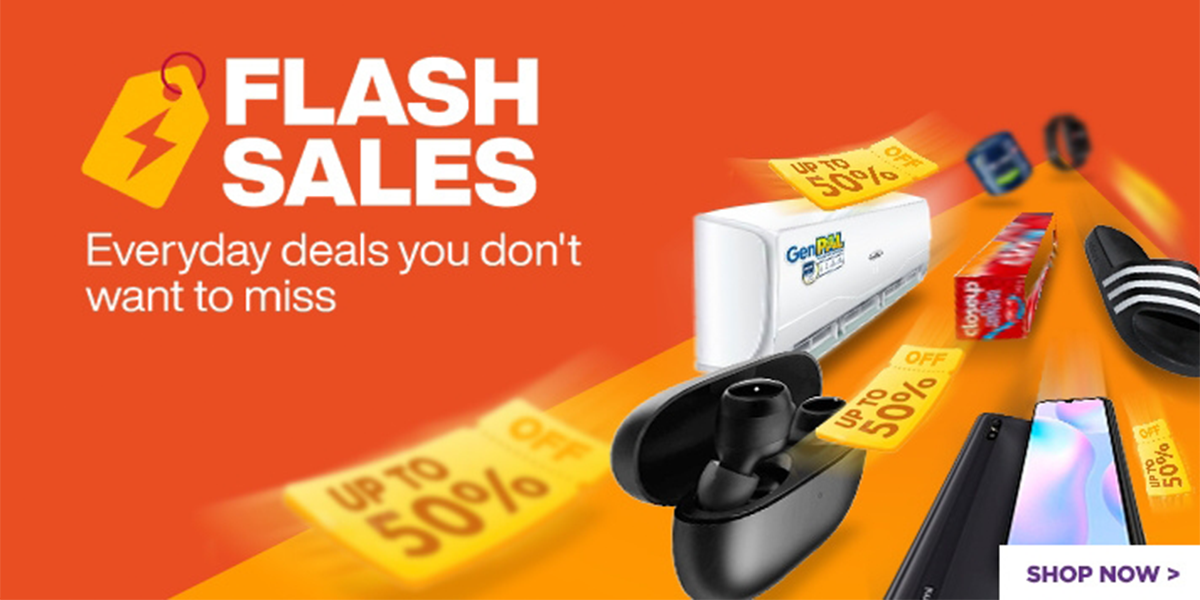 FLASH
SALES
Everyday deals you don't
want to miss
UP TO
50%
OFF
GenPAL
closeup
UP TO
50%
OFF
UP TO
50%
OFF
UP TO
50%
OFF
SHOP NOW >